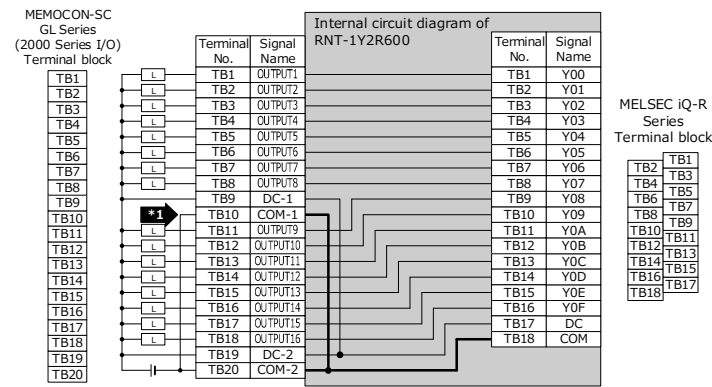 MEMOCON-SC
GL Series
(2000 Series I/O)
Terminal block
TB1
TB2
TB3
TB4
TB5
TB6
TB7
TB8
TB9
TB10
TB11
TB12
TB13
TB14
TB15
TB16
TB17
TB18
TB19
TB20
*1
Internal circuit diagram of
RNT-1Y2R600
Terminal No. Signal Name
L TB1 OUTPUT1
L TB2 OUTPUT2
L TB3 OUTPUT3
L TB4 OUTPUT4
L TB5 OUTPUT5
L TB6 OUTPUT6
L TB7 OUTPUT7
L TB8 OUTPUT8
TB9 DC-1
TB10 COM-1
L TB11 OUTPUT9
L TB12 OUTPUT10
L TB13 OUTPUT11
L TB14 OUTPUT12
L TB15 OUTPUT13
L TB16 OUTPUT14
L TB17 OUTPUT15
L TB18 OUTPUT16
TB19 DC-2
TB20 COM-2
Terminal No. Signal Name
TB1 Y00
TB2 Y01
TB3 Y02
TB4 Y03
TB5 Y04
TB6 Y05
TB7 Y06
TB8 Y07
TB9 Y08
TB10 Y09
TB11 Y0A
TB12 Y0B
TB13 Y0C
TB14 Y0D
TB15 Y0E
TB16 Y0F
TB17 DC
TB18 COM
MELSEC iQ-R
Series
Terminal block
TB1
TB2
TB3
TB4
TB5
TB6
TB7
TB8
TB9
TB10
TB11
TB12
TB13
TB14
TB15
TB16
TB17
TB18